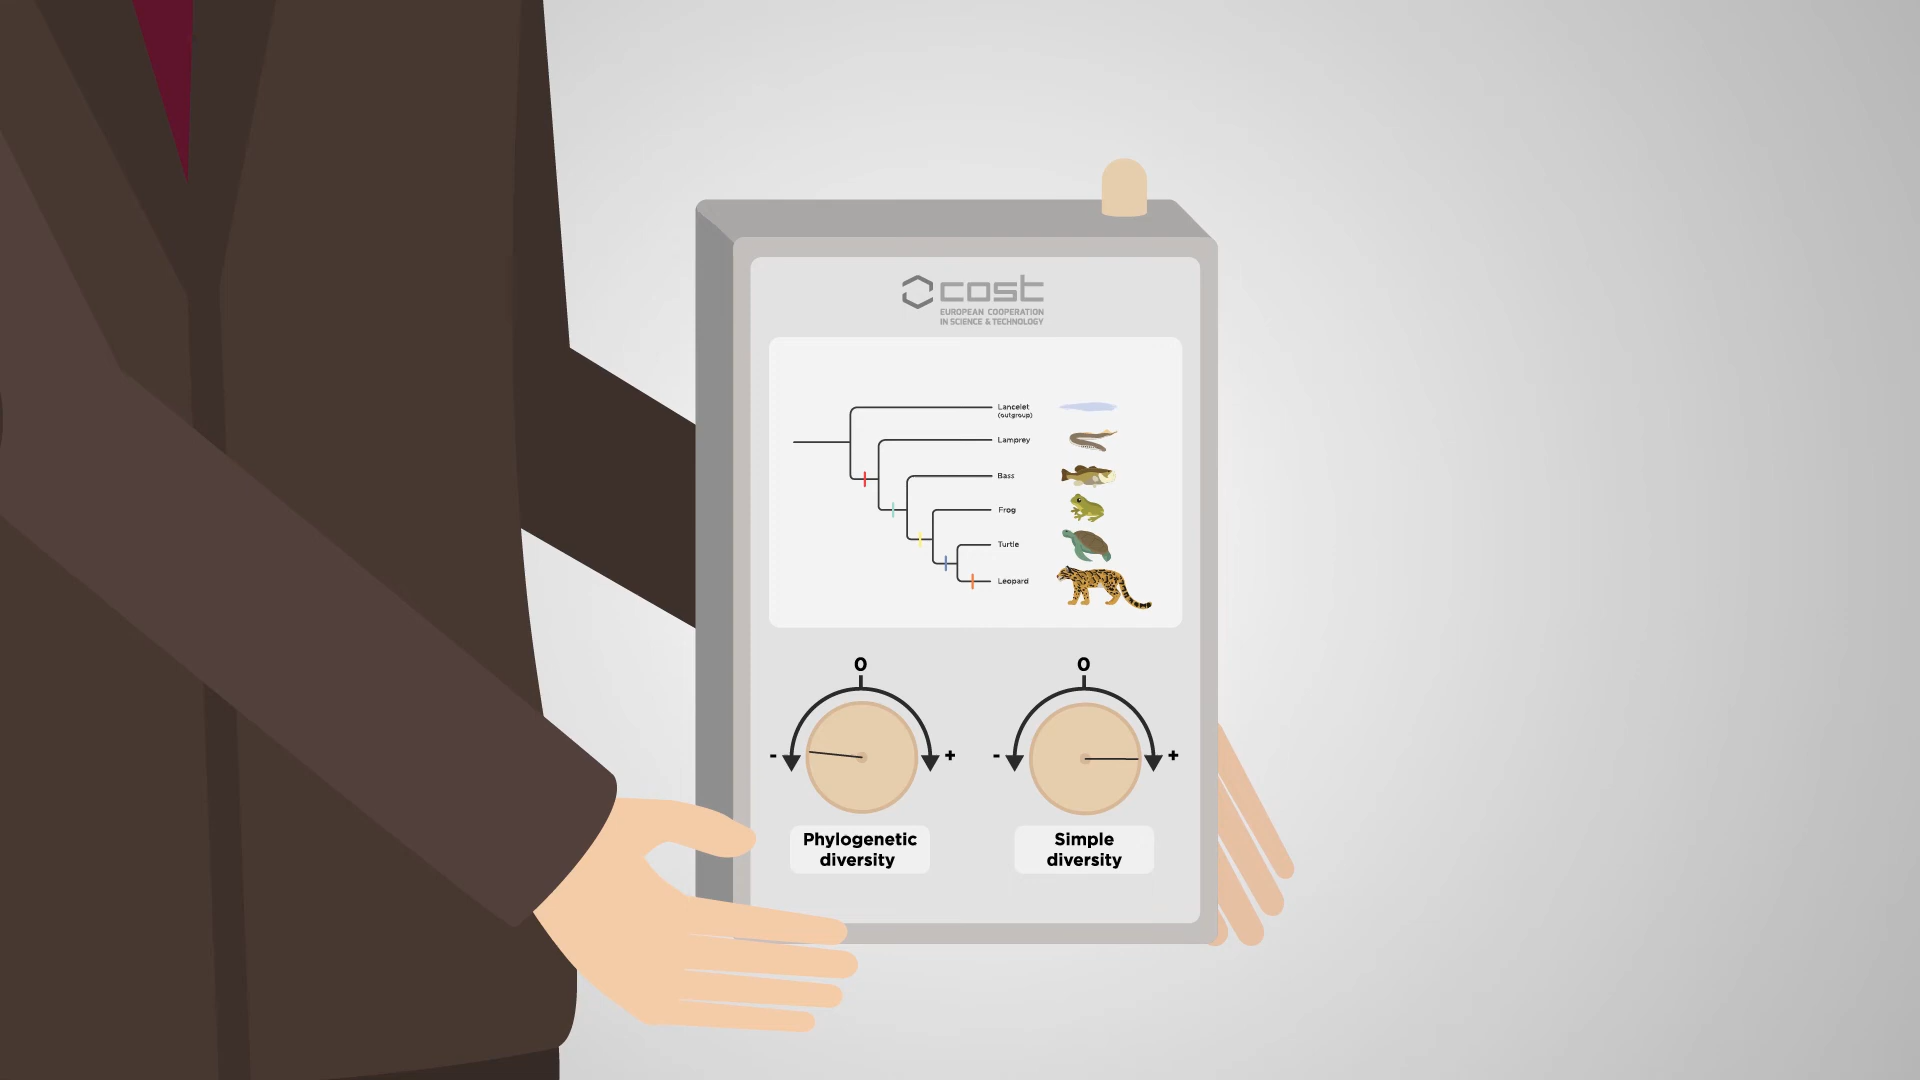 cost
EUROPEAN COOPERATION
IN SCIENCE & TECHNOLOGY
Lancelet
(outgroup)
Lamprey
Bass
Frog
Turtle
Leopard
0
- +
Phylogenetic
diversity
0
- +
Simple
diversity